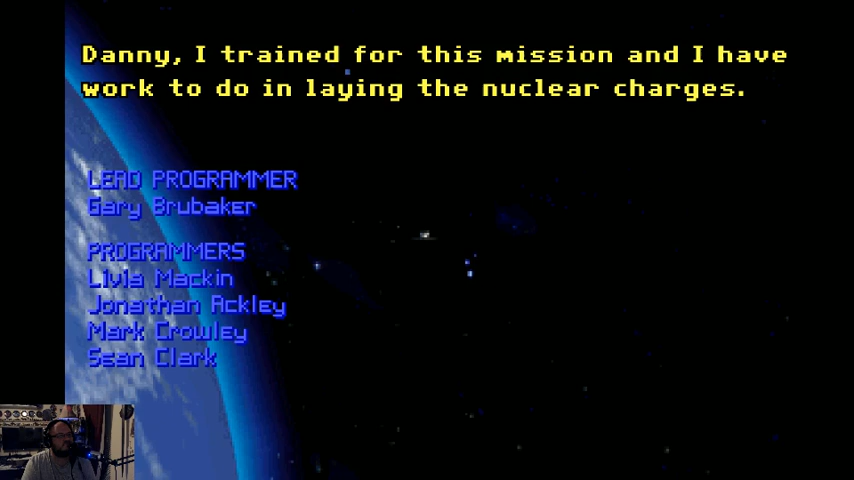 Danny, I trained for this mission and I have
work to do in laying the nuclear charges.
LEAD PROGRAMMER
Gary Brubaker
PROGRAMMERS
Livia Mackin
Jonathan Ackley
Mark Crowley
Sean Clark